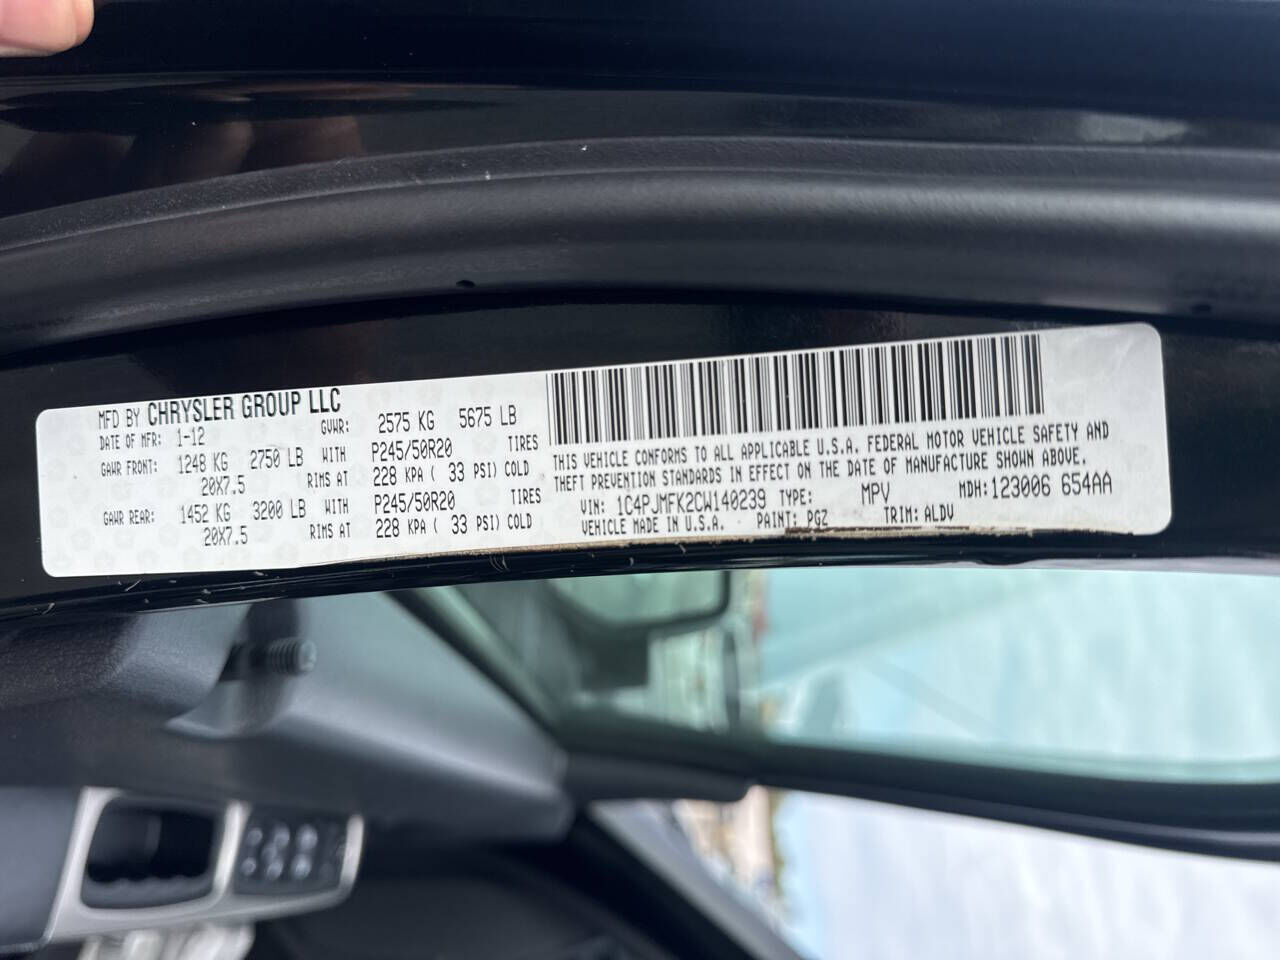 MFD BY CHRYSLER GROUP LLC
DATE OF MFR: 1-12 GVWR: 2575 KG 5675 LB
GAWR FRONT: 1248 KG 2750 LB WITH P245/50R20 TIRES
20X7.5 RIMS AT 228 KPA ( 33 PSI) COLD
GAWR REAR: 1452 KG 3200 LB WITH P245/50R20 TIRES
20X7.5 RIMS AT 228 KPA ( 33 PSI) COLD
THIS VEHICLE CONFORMS TO ALL APPLICABLE U.S.A. FEDERAL MOTOR VEHICLE SAFETY AND
THEFT PREVENTION STANDARDS IN EFFECT ON THE DATE OF MANUFACTURE SHOWN ABOVE.
VIN: 1C4PJMFK2CW140239 TYPE: MPV MDH:123006 654AA
VEHICLE MADE IN U.S.A. PAINT: PGZ TRIM: ALDV